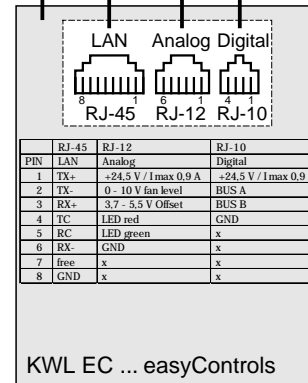 LAN Analog Digital
8 1 6 1 4 1
RJ-45 RJ-12 RJ-10
RJ-45 RJ-12 RJ-10
PIN LAN Analog Digital
1 TX+ +24,5 V / I max 0,9 A +24,5 V / I max 0,9
2 TX- 0 - 10 V fan level BUS A
3 RX+ 3,7 - 5,5 V Offset BUS B
4 TC LED red GND
5 RC LED green x
6 RX- GND x
7 free x x
8 GND x x
KWL EC ... easyControls